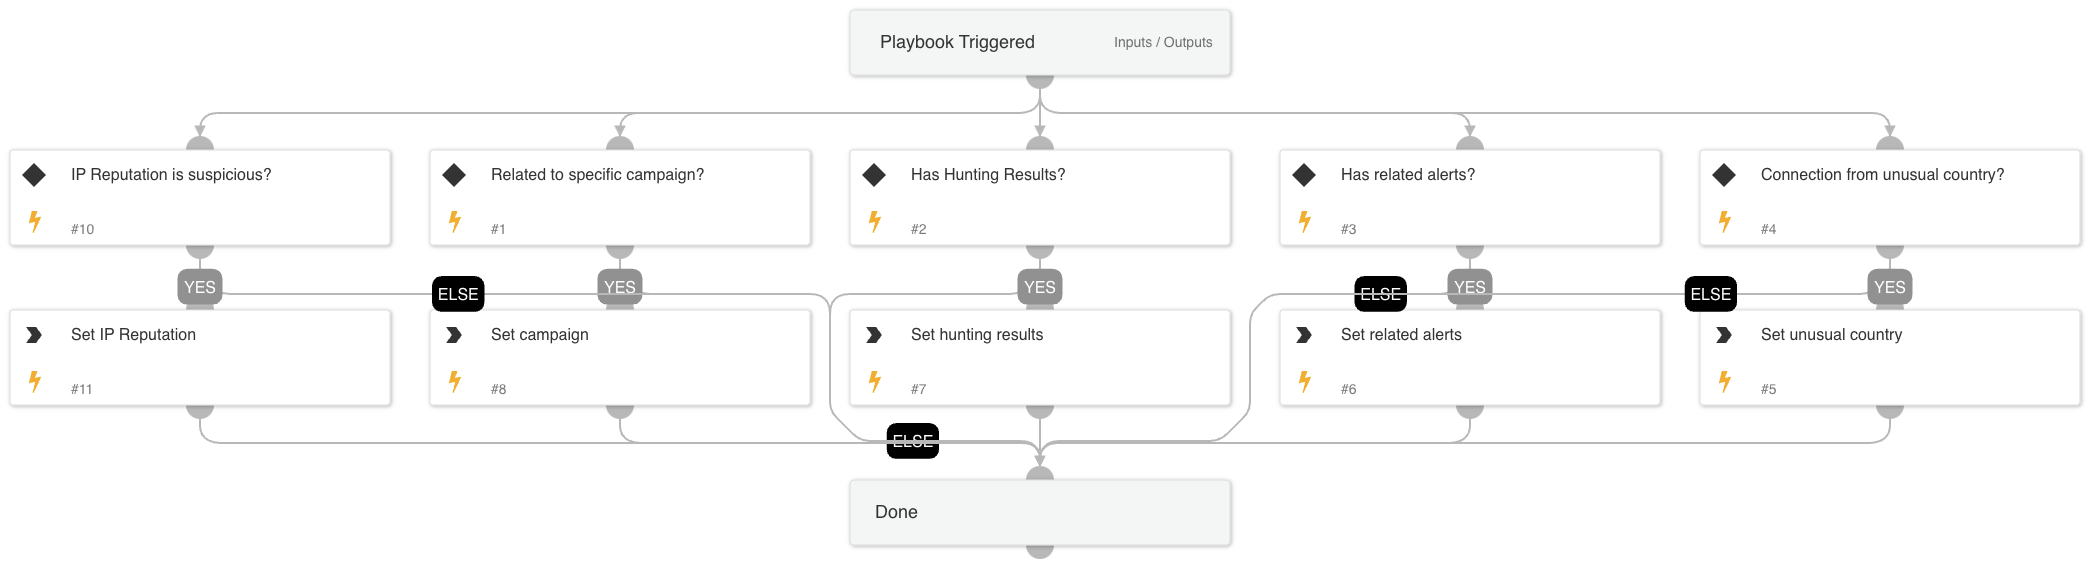 Playbook Triggered
Inputs / Outputs
IP Reputation is suspicious?
#10
Related to specific campaign?
#1
Has Hunting Results?
#2
Has related alerts?
#3
Connection from unusual country?
#4
YES
ELSE
YES
YES
ELSE
YES
ELSE
YES
Set IP Reputation
#11
Set campaign
#8
Set hunting results
#7
Set related alerts
#6
Set unusual country
#5
ELSE
Done